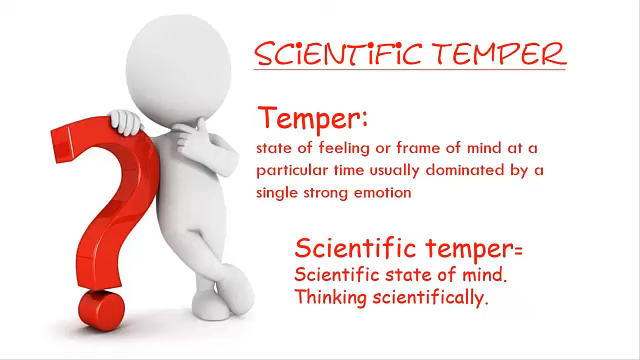 SCiENTiFiC TEMPER
Temper:
state of feeling or frame of mind at a
particular time usually dominated by a
single strong emotion
Scientific temper=
Scientific state of mind.
Thinking scientifically.